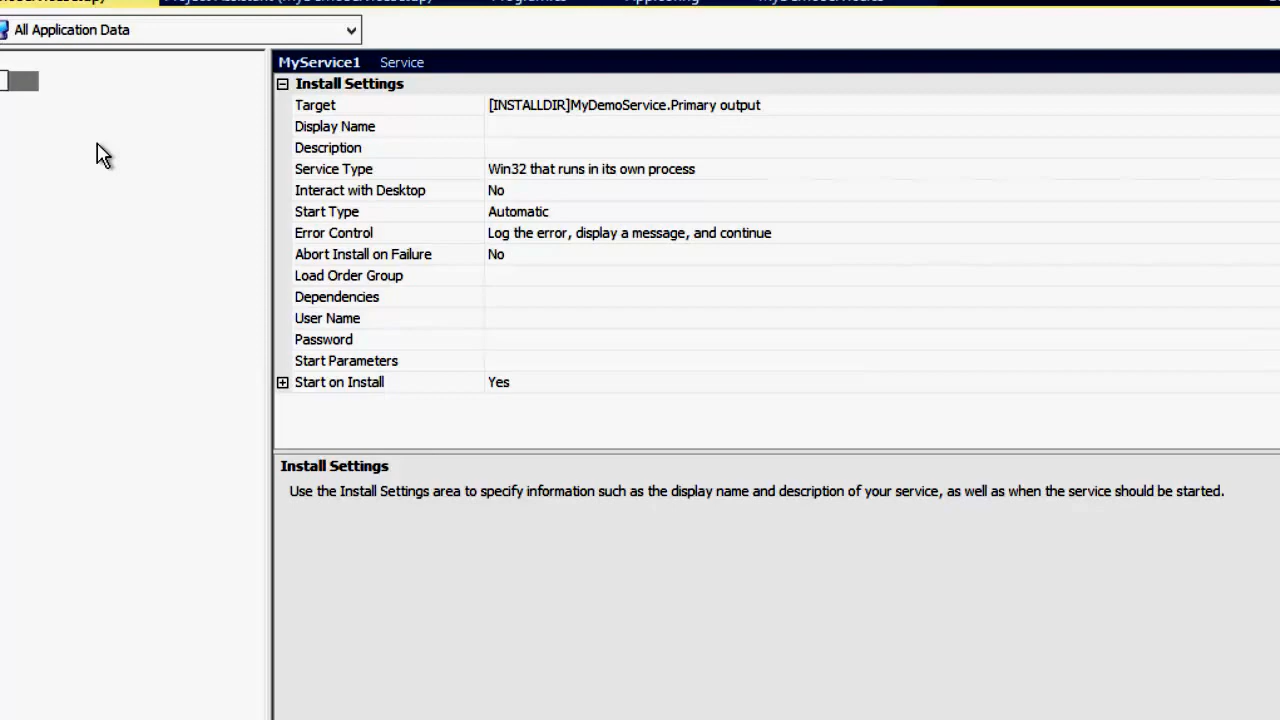 All Application Data
MyService1 Service
Install Settings
Target [INSTALLDIR]MyDemoService.Primary output
Display Name
Description
Service Type Win32 that runs in its own process
Interact with Desktop No
Start Type Automatic
Error Control Log the error, display a message, and continue
Abort Install on Failure No
Load Order Group
Dependencies
User Name
Password
Start Parameters
Start on Install Yes
Install Settings
Use the Install Settings area to specify information such as the display name and description of your service, as well as when the service should be started.